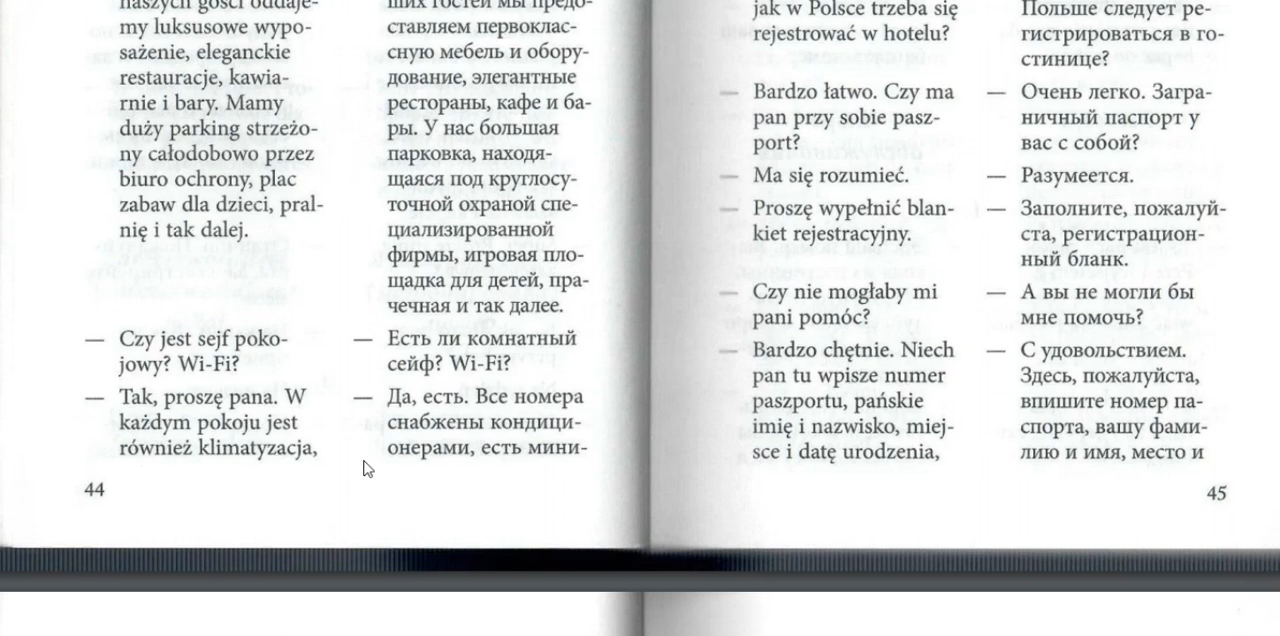 naszych gości oddaje-
my luksusowe wypo-
sażenie, eleganckie
restauracje, kawia-
rnie i bary. Mamy
duży parking strzeżo-
ny całodobowo przez
biuro ochrony, plac
zabaw dla dzieci, pral-
nię i tak dalej.
— Czy jest sejf poko-
jowy? Wi-Fi?
— Tak, proszę pana. W
każdym pokoju jest
również klimatyzacja,
44
ших гостей мы предо-
ставляем первоклас-
сную мебель и обору-
дование, элегантные
рестораны, кафе и ба-
ры. У нас большая
парковка, находя-
щаяся под круглосу-
точной охраной спе-
циализированной
фирмы, игровая пло-
щадка для детей, пра-
чечная и так далее.
— Есть ли комнатный
сейф? Wi-Fi?
— Да, есть. Все номера
снабжены кондици-
онерами, есть мини-
jak w Polsce trzeba się
rejestrować w hotelu?
— Bardzo łatwo. Czy ma
pan przy sobie pasz-
port?
— Ma się rozumieć.
— Proszę wypełnić blan-
kiet rejestracyjny.
— Czy nie mogłaby mi
pani pomóc?
— Bardzo chętnie. Niech
pan tu wpisze numer
paszportu, pańskie
imię i nazwisko, miej-
sce i datę urodzenia,
Польше следует ре-
гистрироваться в го-
стинице?
— Очень легко. Загра-
ничный паспорт у
вас с собой?
— Разумеется.
— Заполните, пожалуй-
ста, регистрацион-
ный бланк.
— А вы не могли бы
мне помочь?
— С удовольствием.
Здесь, пожалуйста,
впишите номер па-
спорта, вашу фами-
лию и имя, место и
45